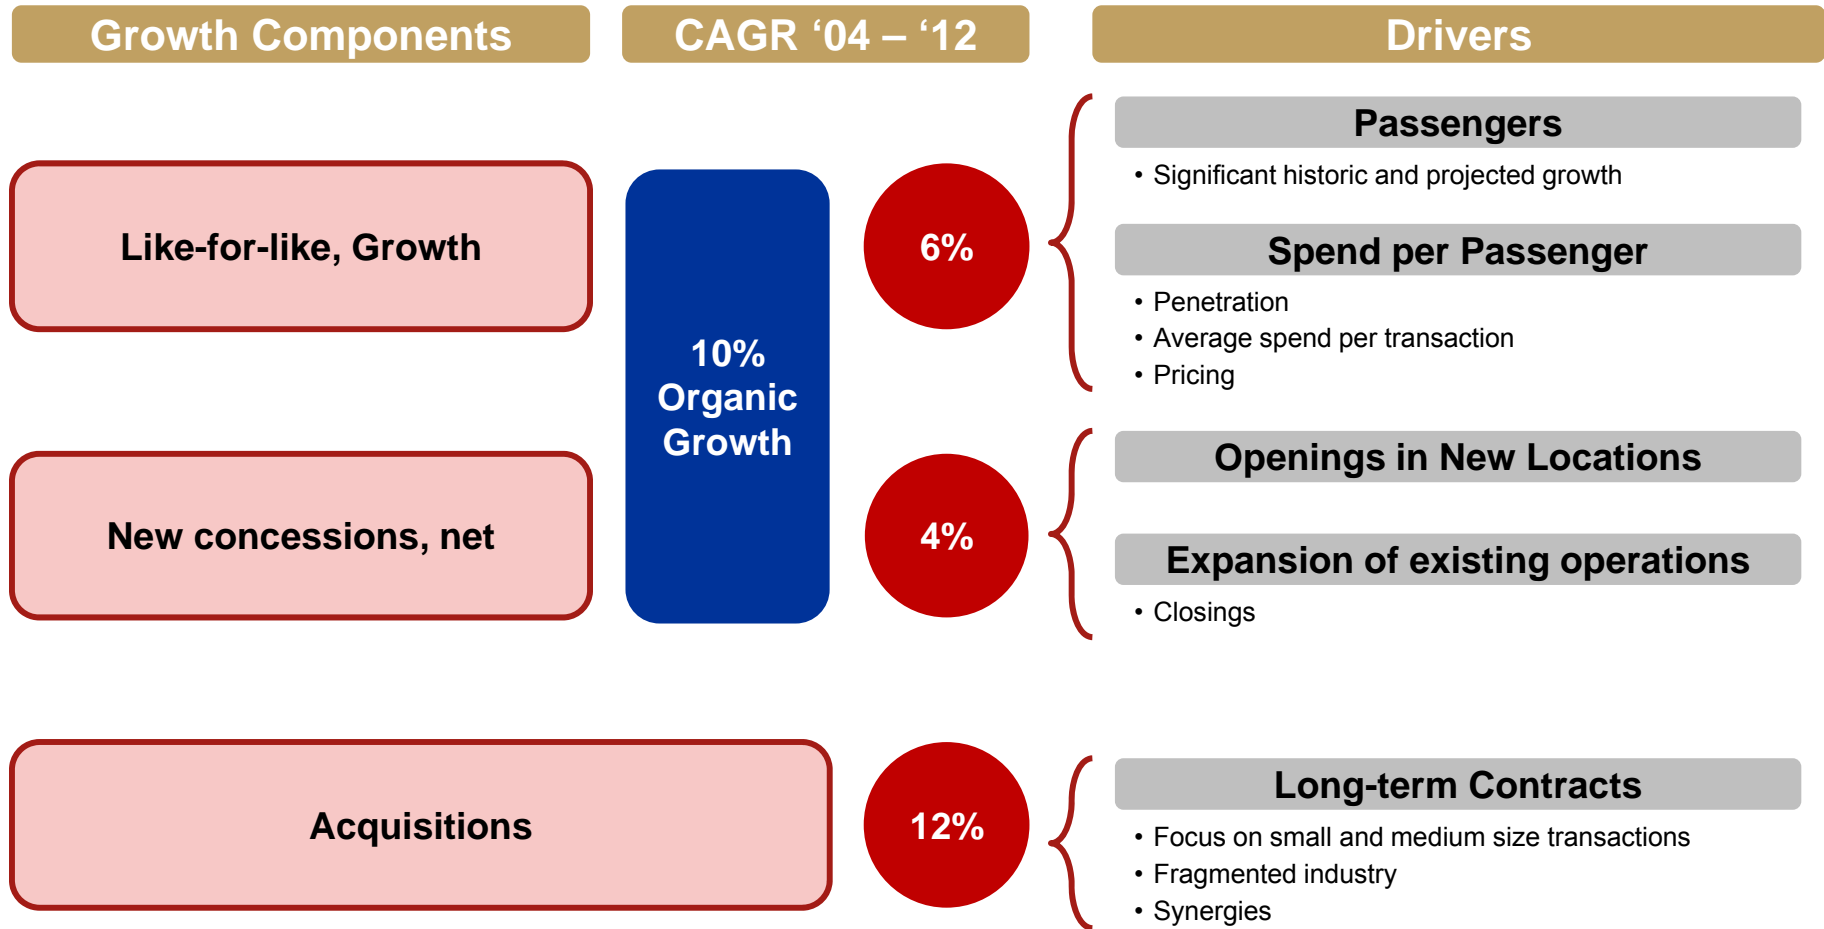 Growth Components
CAGR ‘04 – ‘12
Drivers
Like-for-like, Growth
10%
Organic
Growth
6%
Passengers
• Significant historic and projected growth
Spend per Passenger
• Penetration
• Average spend per transaction
• Pricing
New concessions, net
4%
Openings in New Locations
Expansion of existing operations
• Closings
Acquisitions
12%
Long-term Contracts
• Focus on small and medium size transactions
• Fragmented industry
• Synergies